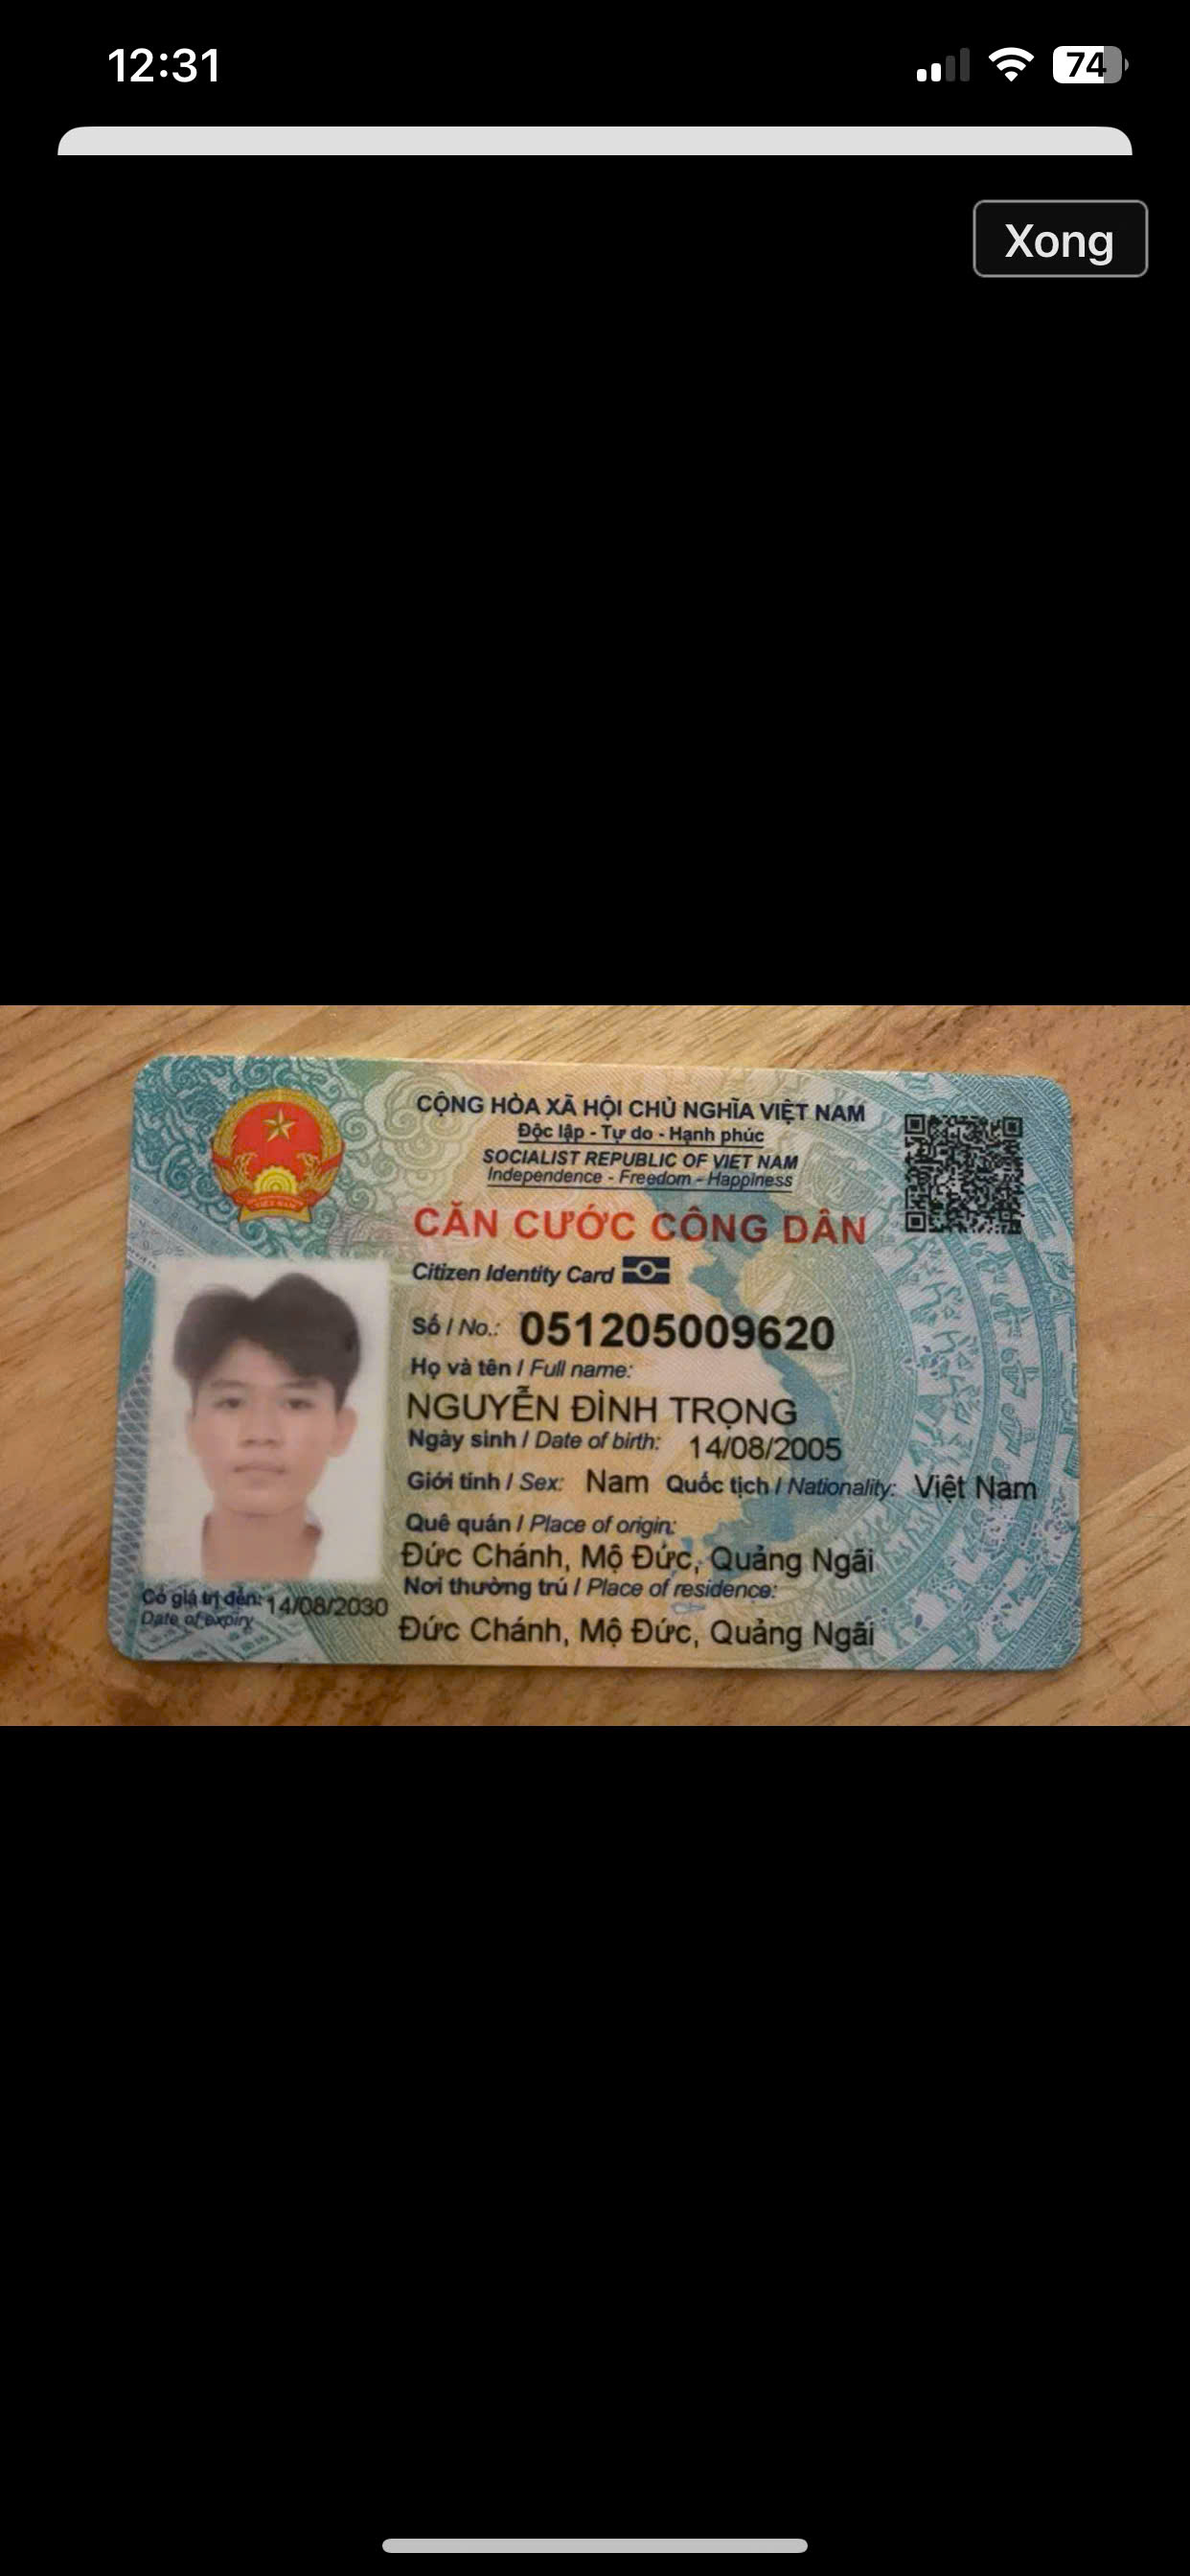 12:31
74
Xong
CỘNG HÒA XÃ HỘI CHỦ NGHĨA VIỆT NAM
Độc lập - Tự do - Hạnh phúc
SOCIALIST REPUBLIC OF VIET NAM
Independence - Freedom - Happiness
CĂN CƯỚC CÔNG DÂN
Citizen Identity Card
Số / No.: 051205009620
Họ và tên / Full name:
NGUYỄN ĐÌNH TRỌNG
Ngày sinh / Date of birth: 14/08/2005
Giới tính / Sex: Nam Quốc tịch / Nationality: Việt Nam
Quê quán / Place of origin:
Đức Chánh, Mộ Đức, Quảng Ngãi
Nơi thường trú / Place of residence:
Đức Chánh, Mộ Đức, Quảng Ngãi
Có giá trị đến: 14/08/2030
Date of expiry